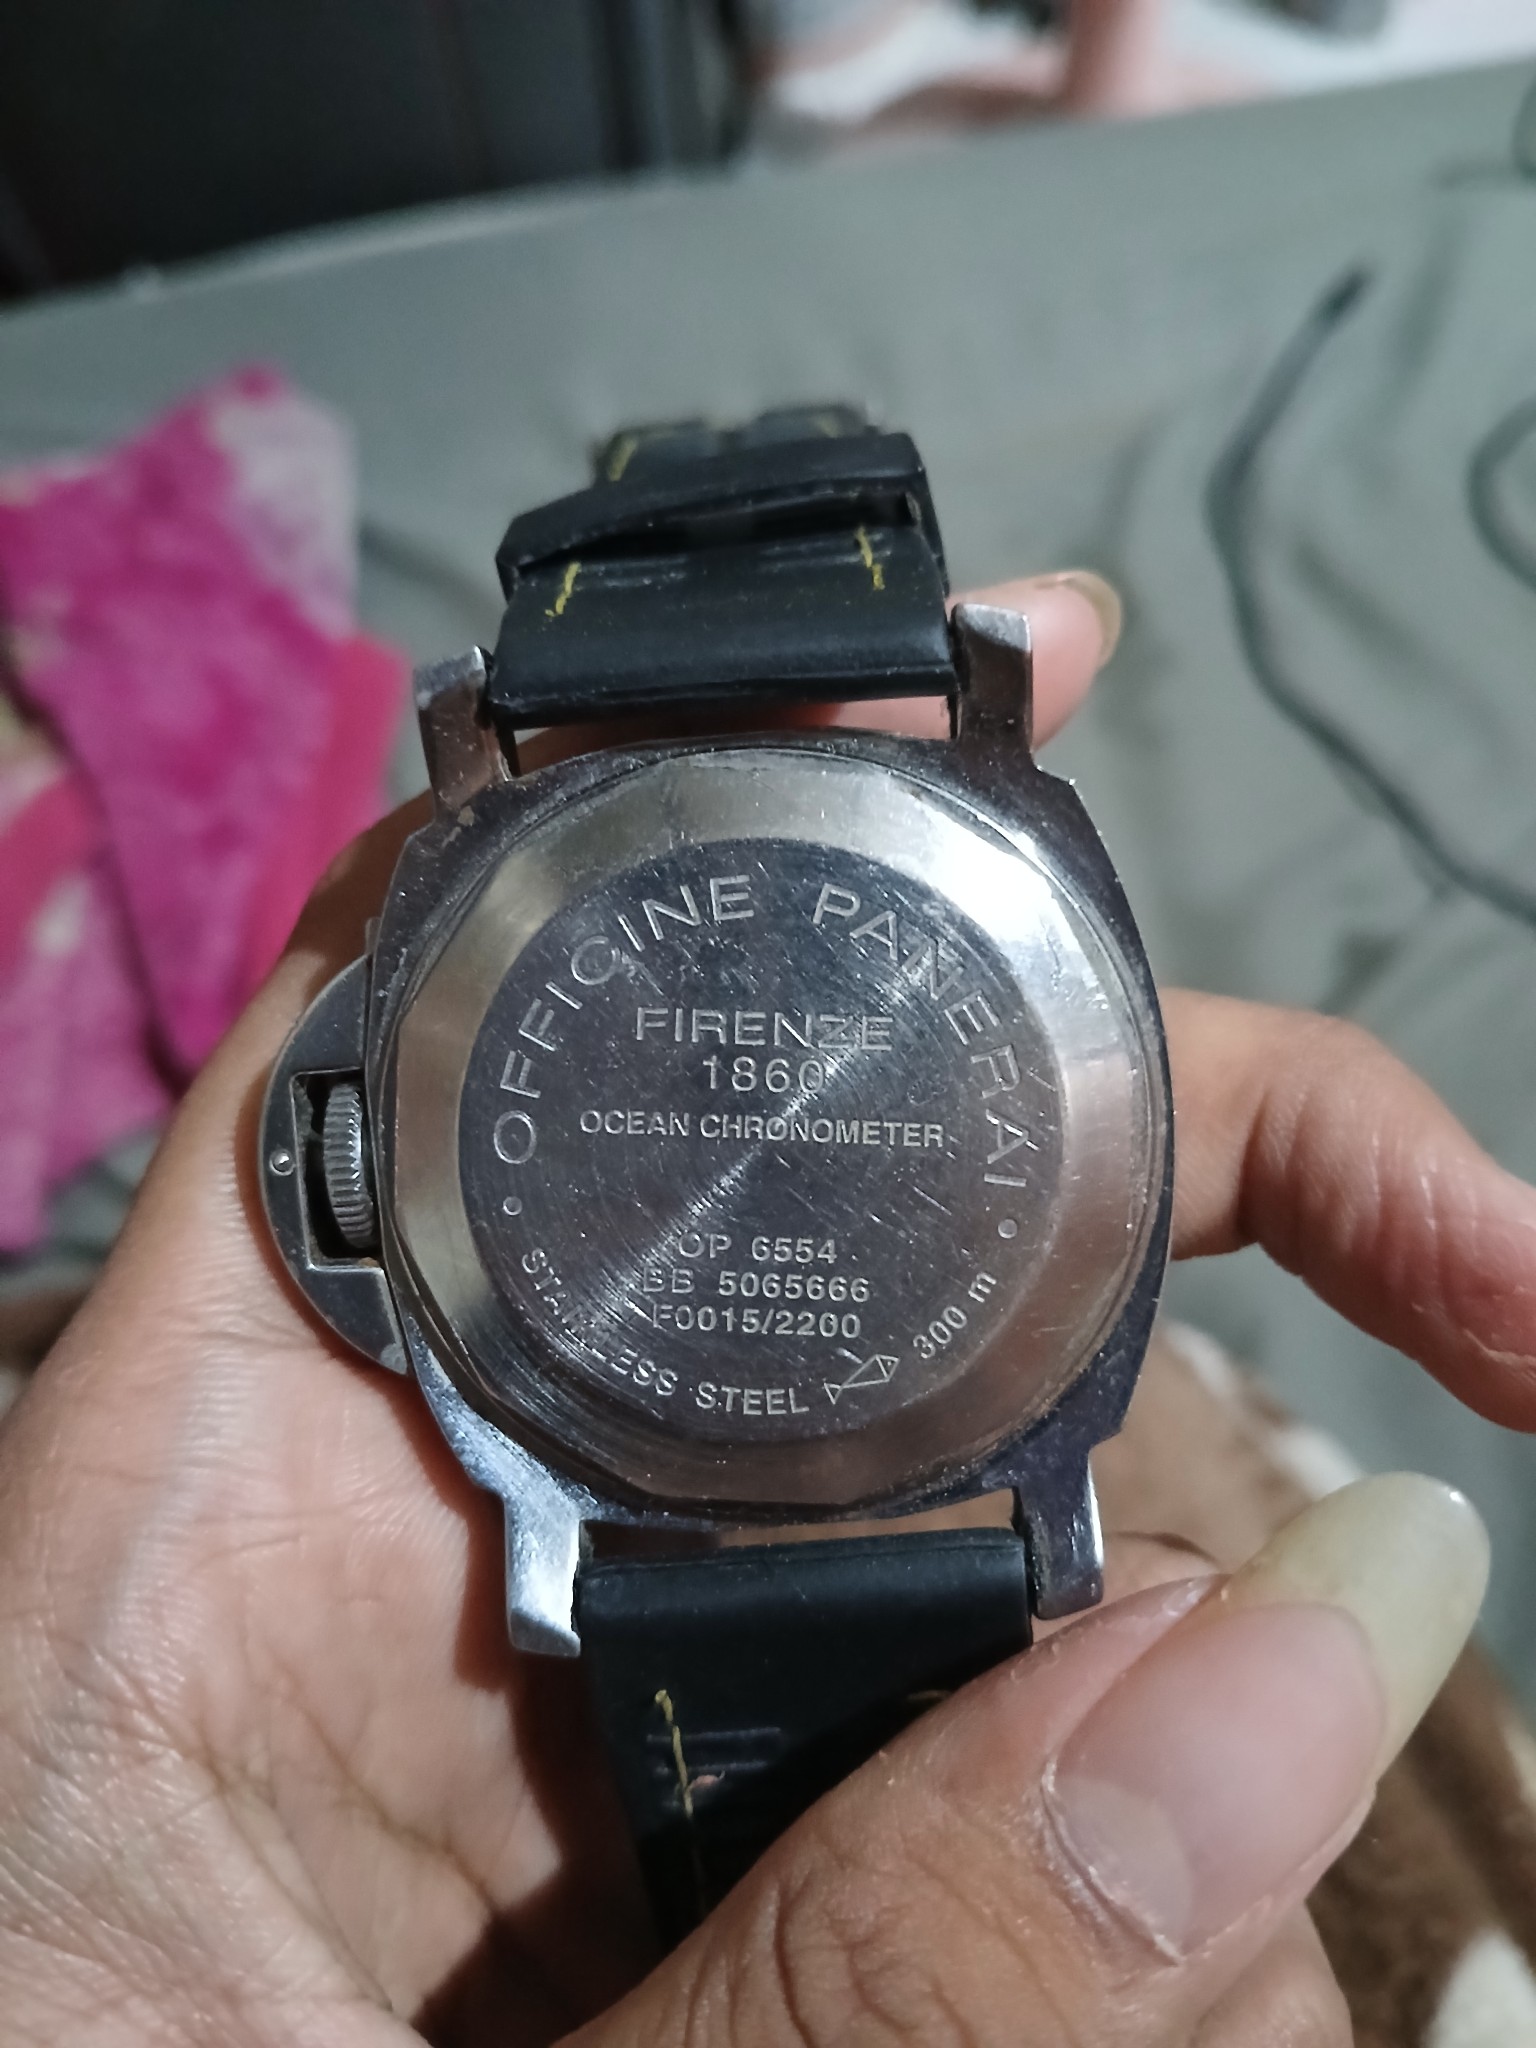 OFFICINE PANERAI
FIRENZE
1860
OCEAN CHRONOMETER
OP 6554
BB 5065666
F0015/2200
STAINLESS STEEL 300 m